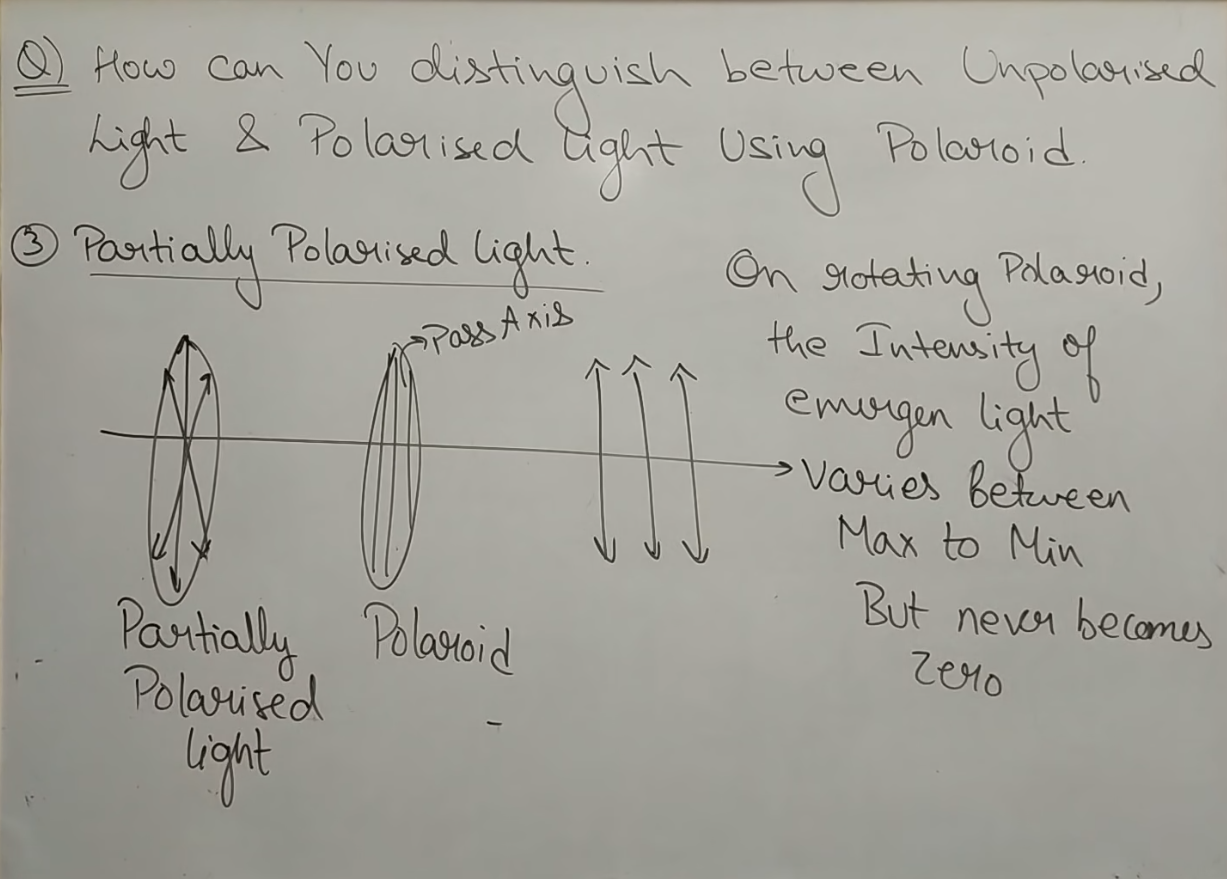 Q) How can You distinguish between Unpolarised
Light & Polarised light Using Polaroid.
③ Partially Polarised light.
Pass Axis
On rotating Polaroid,
the Intensity of
emergen light
Varies between
Max to Min
But never becomes
Zero
Partially
Polarised
light
Polaroid